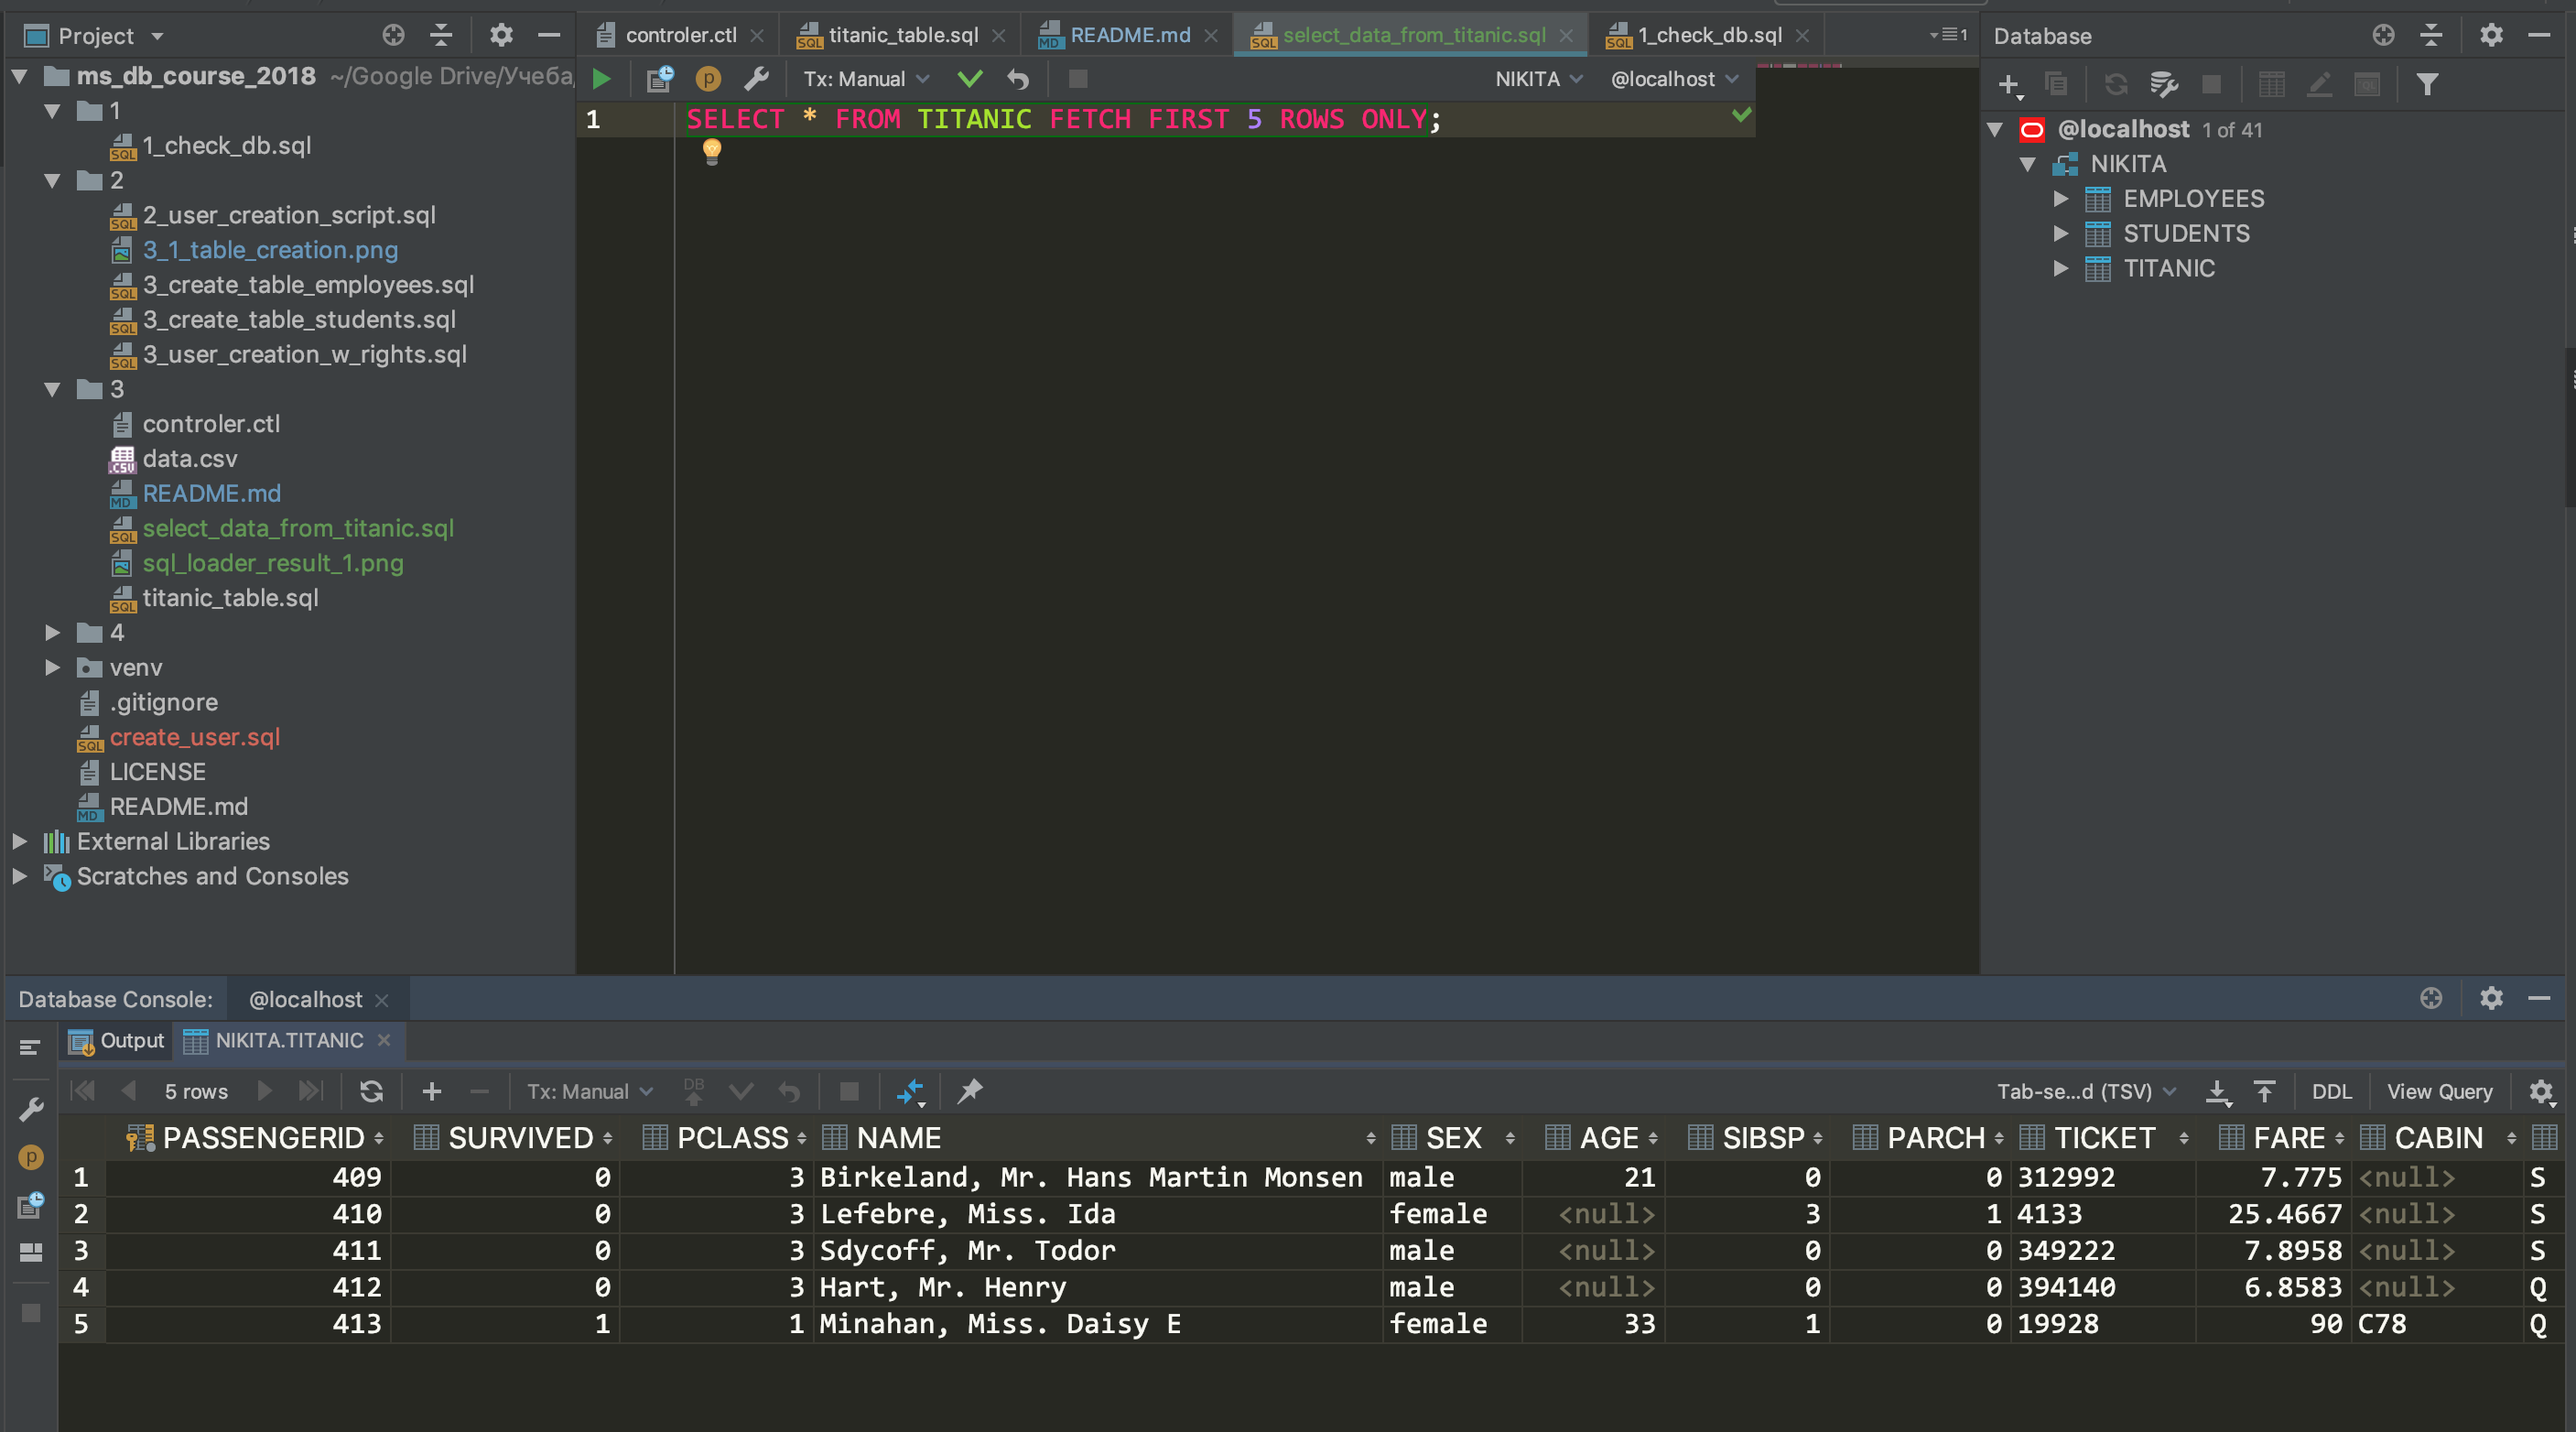 Project
ms_db_course_2018 ~/Google Drive/Учеба/
1
1_check_db.sql
2
2_user_creation_script.sql
3_1_table_creation.png
3_create_table_employees.sql
3_create_table_students.sql
3_user_creation_w_rights.sql
3
controler.ctl
data.csv
README.md
select_data_from_titanic.sql
sql_loader_result_1.png
titanic_table.sql
4
venv
.gitignore
create_user.sql
LICENSE
README.md
External Libraries
Scratches and Consoles
controler.ctl titanic_table.sql README.md select_data_from_titanic.sql 1_check_db.sql 1
Tx: Manual NIKITA @localhost
1 SELECT * FROM TITANIC FETCH FIRST 5 ROWS ONLY;
Database
@localhost 1 of 41
NIKITA
EMPLOYEES
STUDENTS
TITANIC
Database Console: @localhost
Output NIKITA.TITANIC
5 rows Tx: Manual DB Tab-se...d (TSV) DDL View Query
PASSENGERID SURVIVED PCLASS NAME SEX AGE SIBSP PARCH TICKET FARE CABIN
1 409 0 3 Birkeland, Mr. Hans Martin Monsen male 21 0 0 312992 7.775 <null> S
2 410 0 3 Lefebre, Miss. Ida female <null> 3 1 4133 25.4667 <null> S
3 411 0 3 Sdycoff, Mr. Todor male <null> 0 0 349222 7.8958 <null> S
4 412 0 3 Hart, Mr. Henry male <null> 0 0 394140 6.8583 <null> Q
5 413 1 1 Minahan, Miss. Daisy E female 33 1 0 19928 90 C78 Q